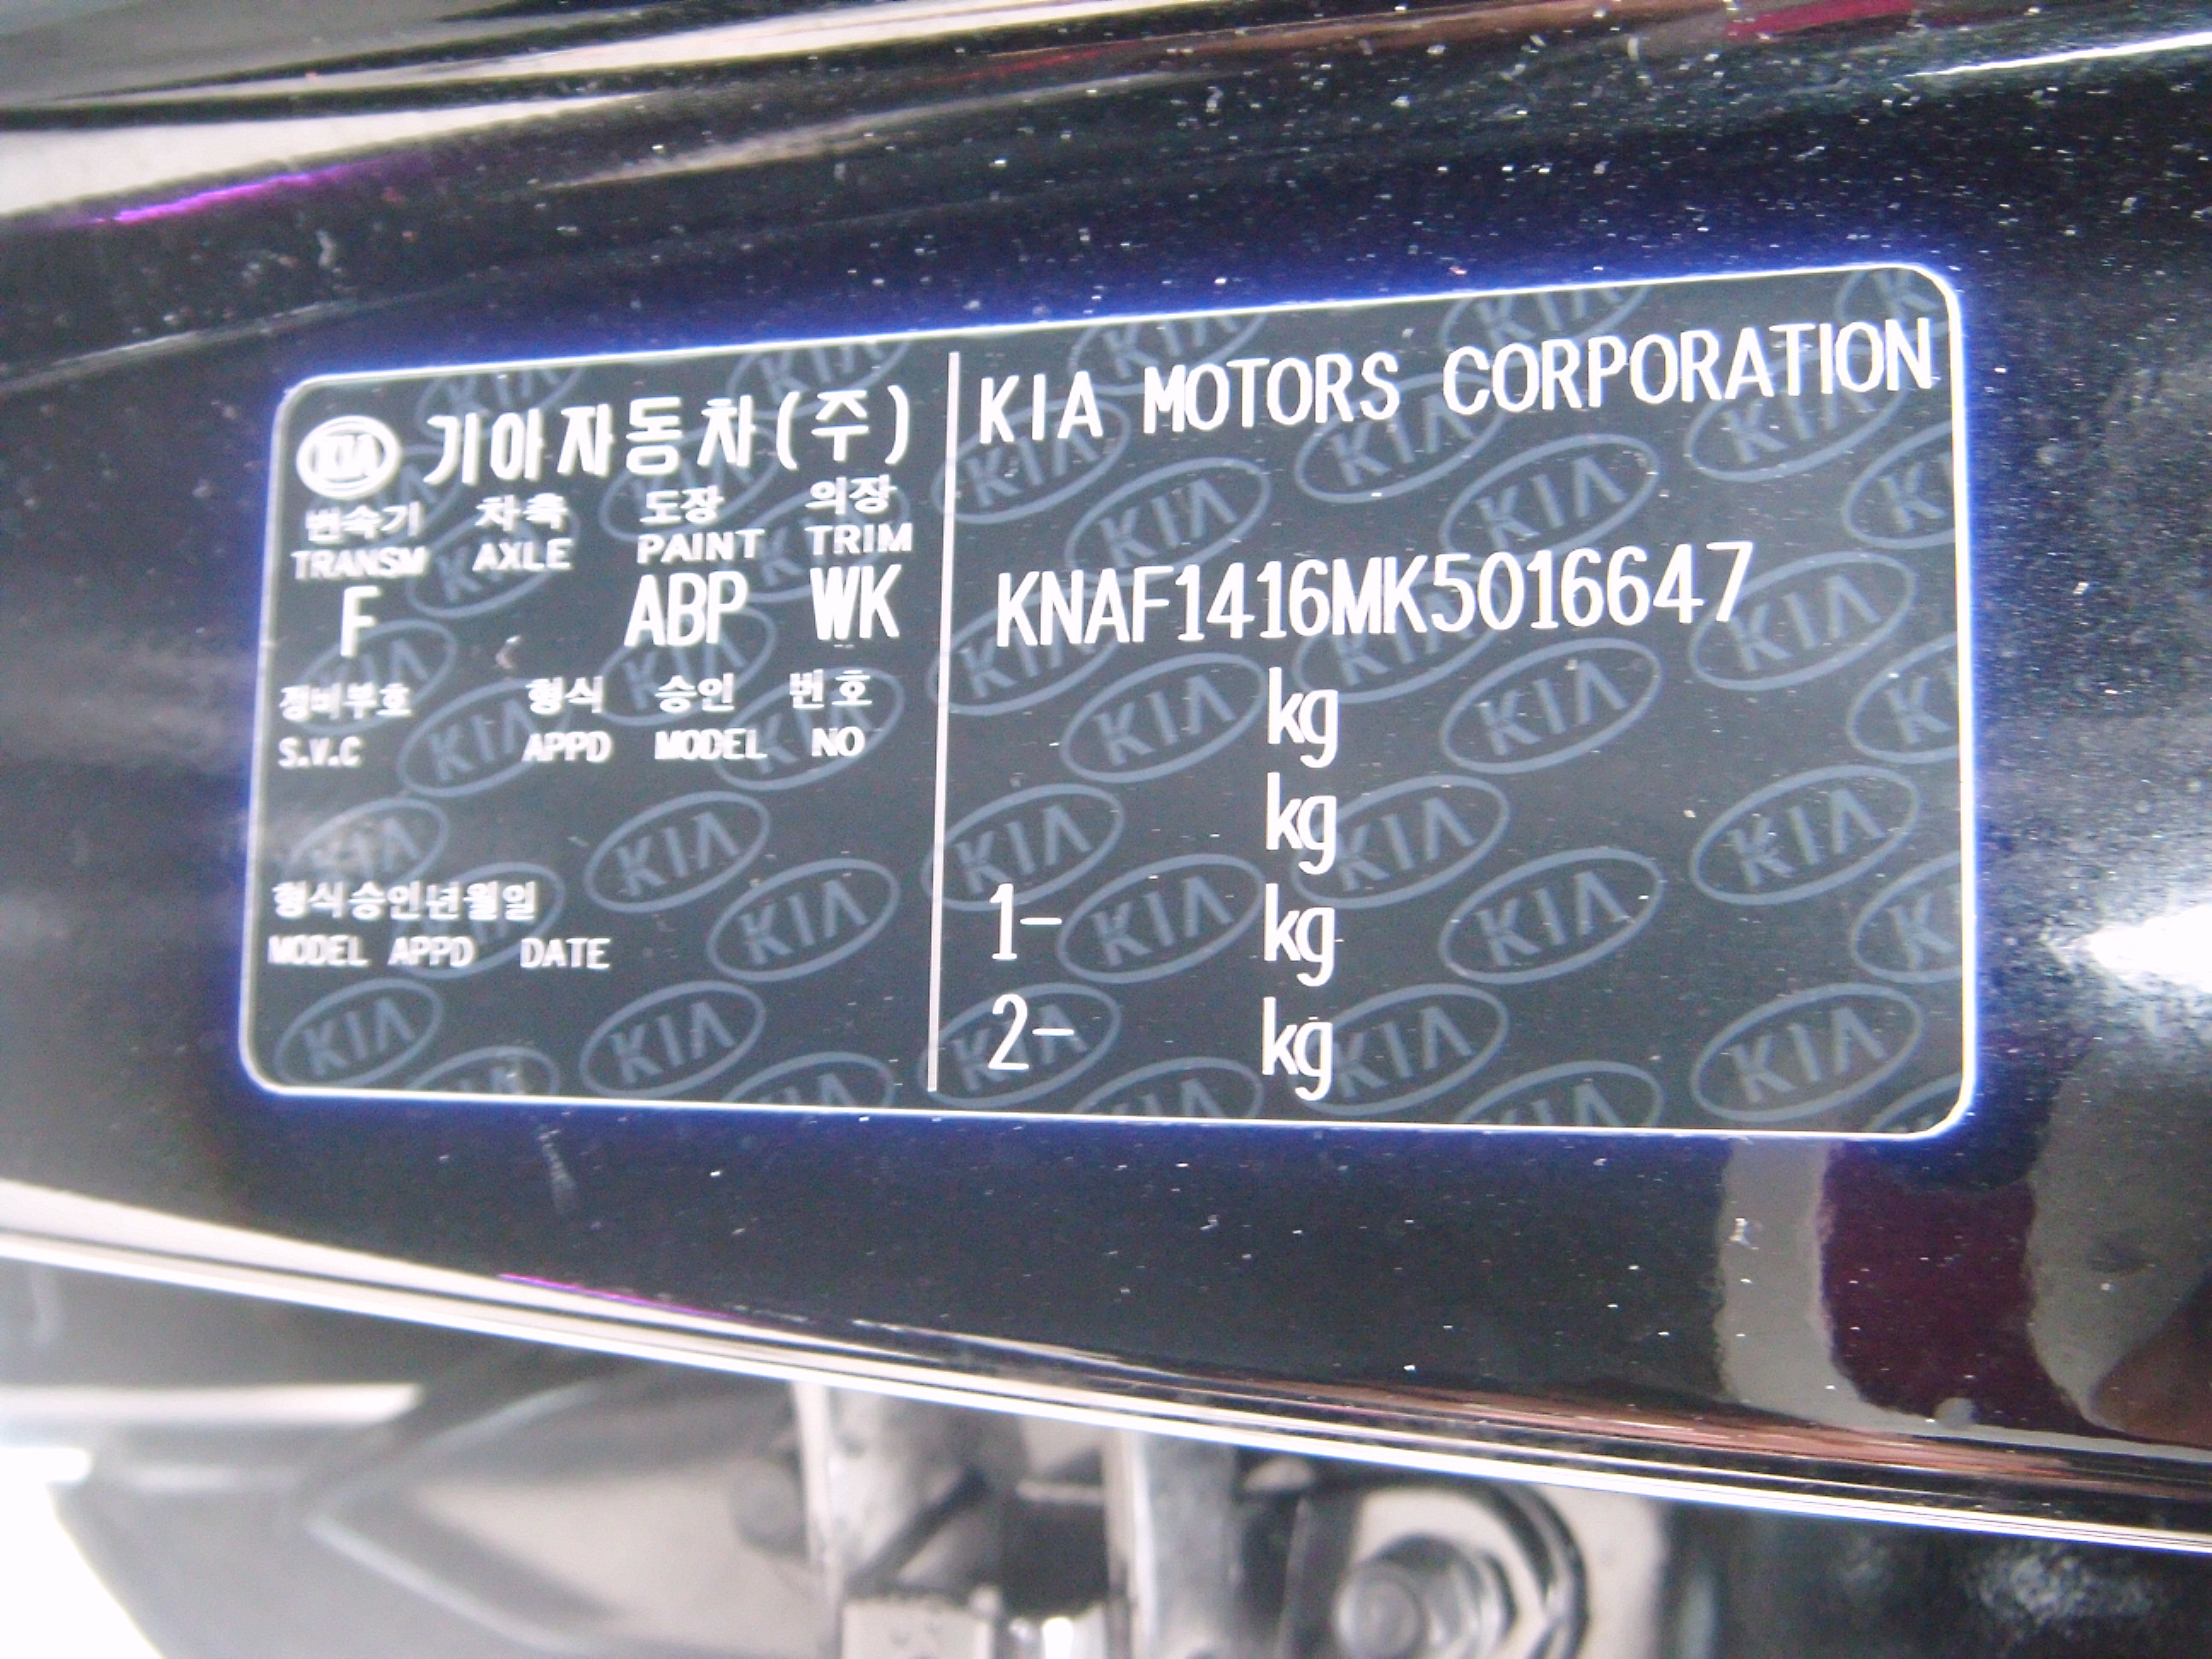 KIA 기아자동차(주)
변속기 차축 도장 의장
TRANSM AXLE PAINT TRIM
F ABP WK
정비부호 형식 승인 번호
S.V.C APPD MODEL NO
형식승인년월일
MODEL APPD DATE
KIA MOTORS CORPORATION
KNAF1416MK5016647
kg
kg
1- kg
2- kg